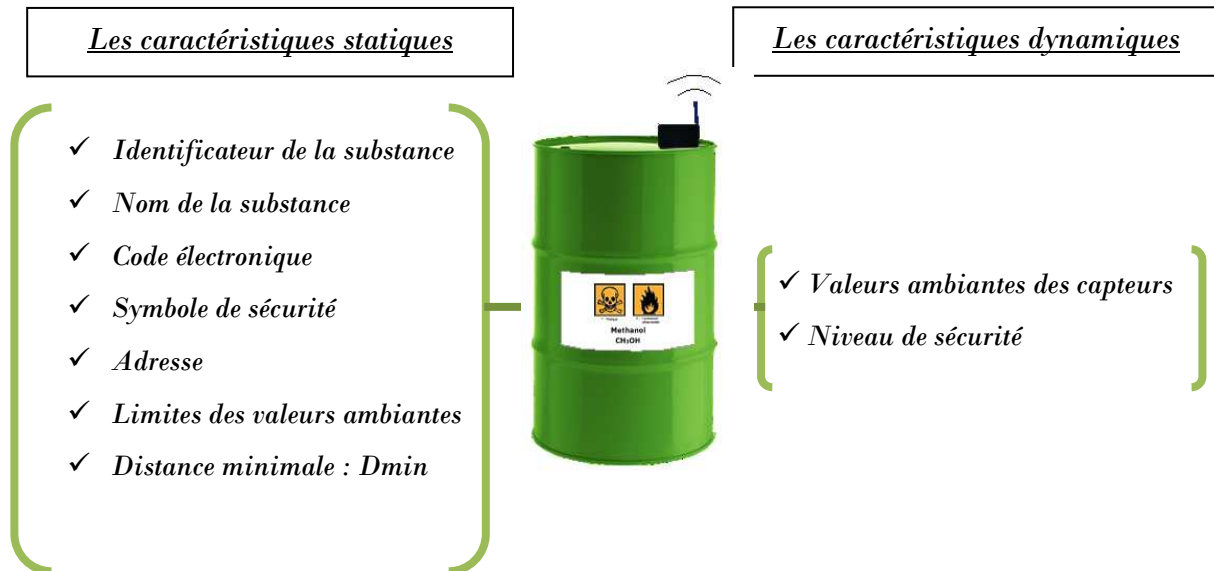 Les caractéristiques statiques
Les caractéristiques dynamiques
✓ Identificateur de la substance
✓ Nom de la substance
✓ Code électronique
✓ Symbole de sécurité
✓ Adresse
✓ Limites des valeurs ambiantes
✓ Distance minimale : Dmin
Methanol
CH₃OH
✓ Valeurs ambiantes des capteurs
✓ Niveau de sécurité